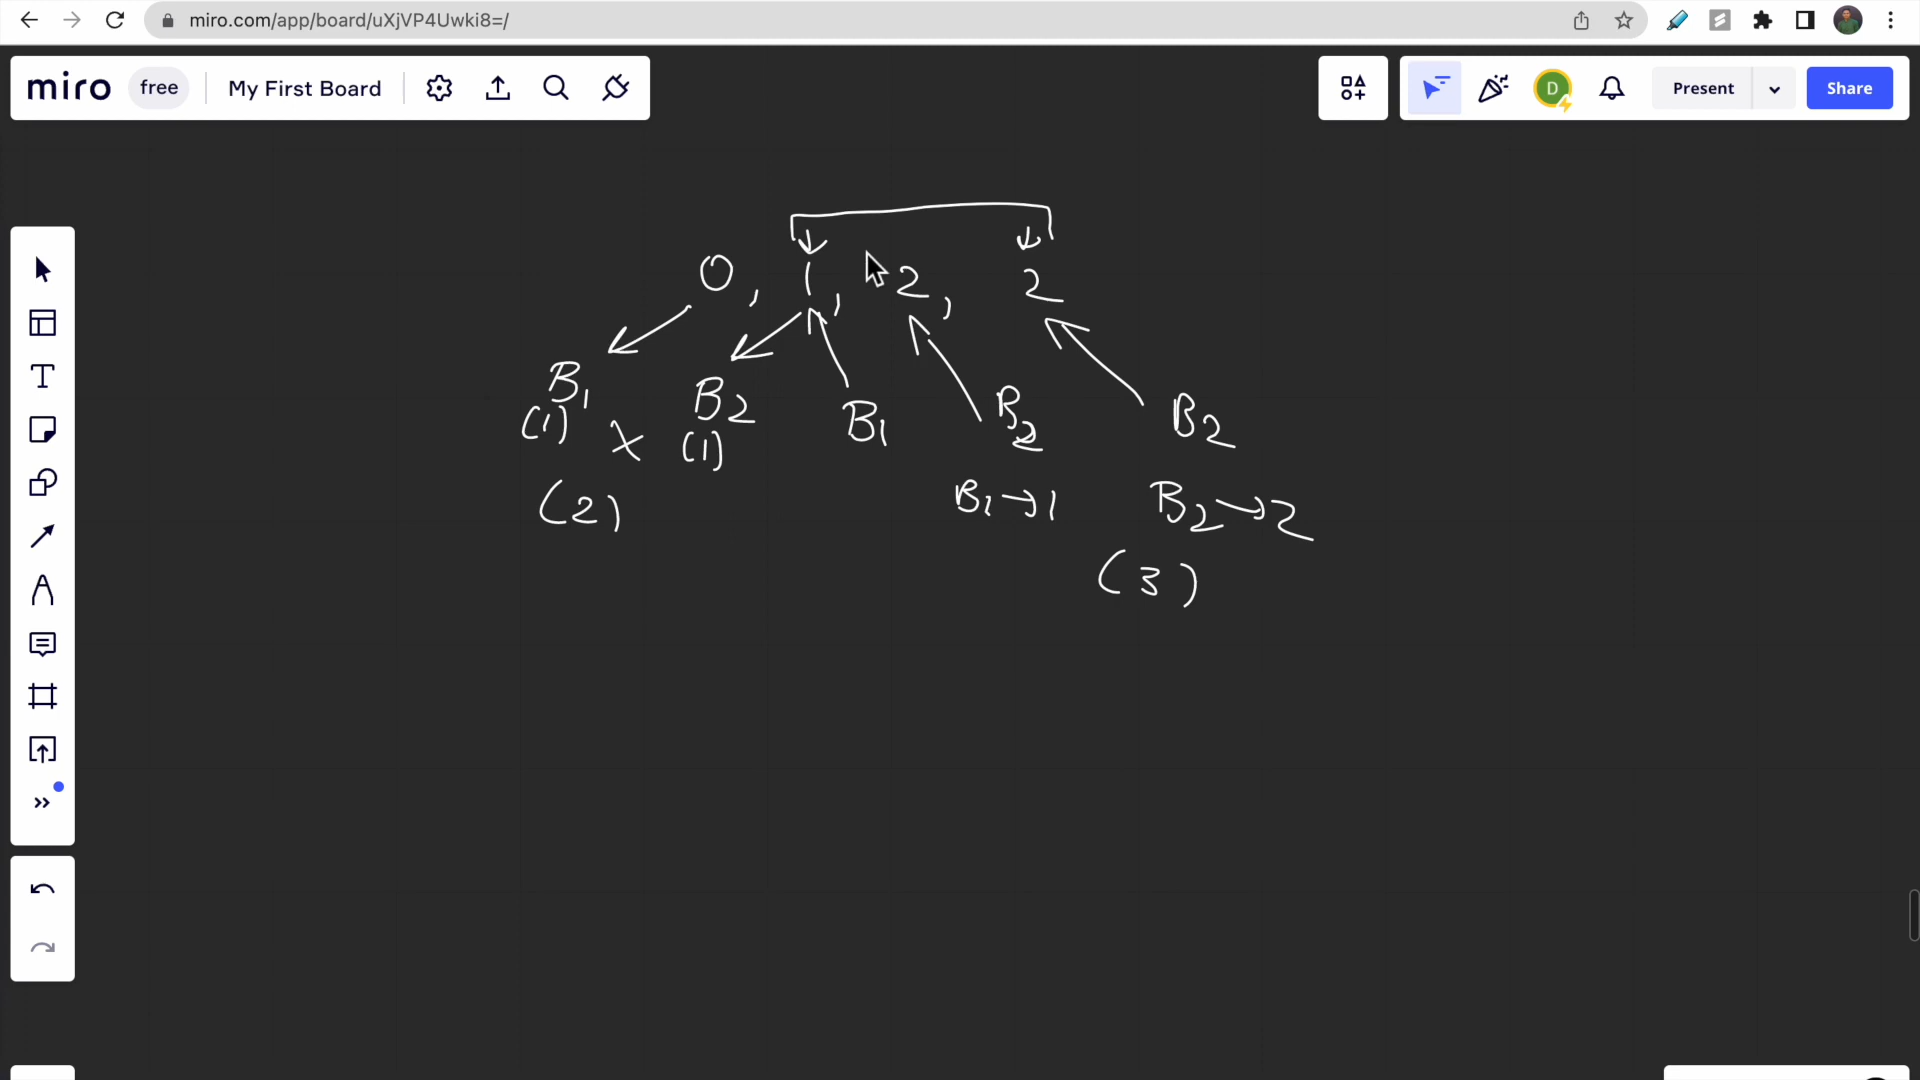 miro.com/app/board/uXjVP4Uwki8=/
miro free My First Board
D Present Share
0, 1, 2, 2
B1 B2 B1 B2 B2
(1) x (1)
(2) B1→1 B2→2
(3)
T